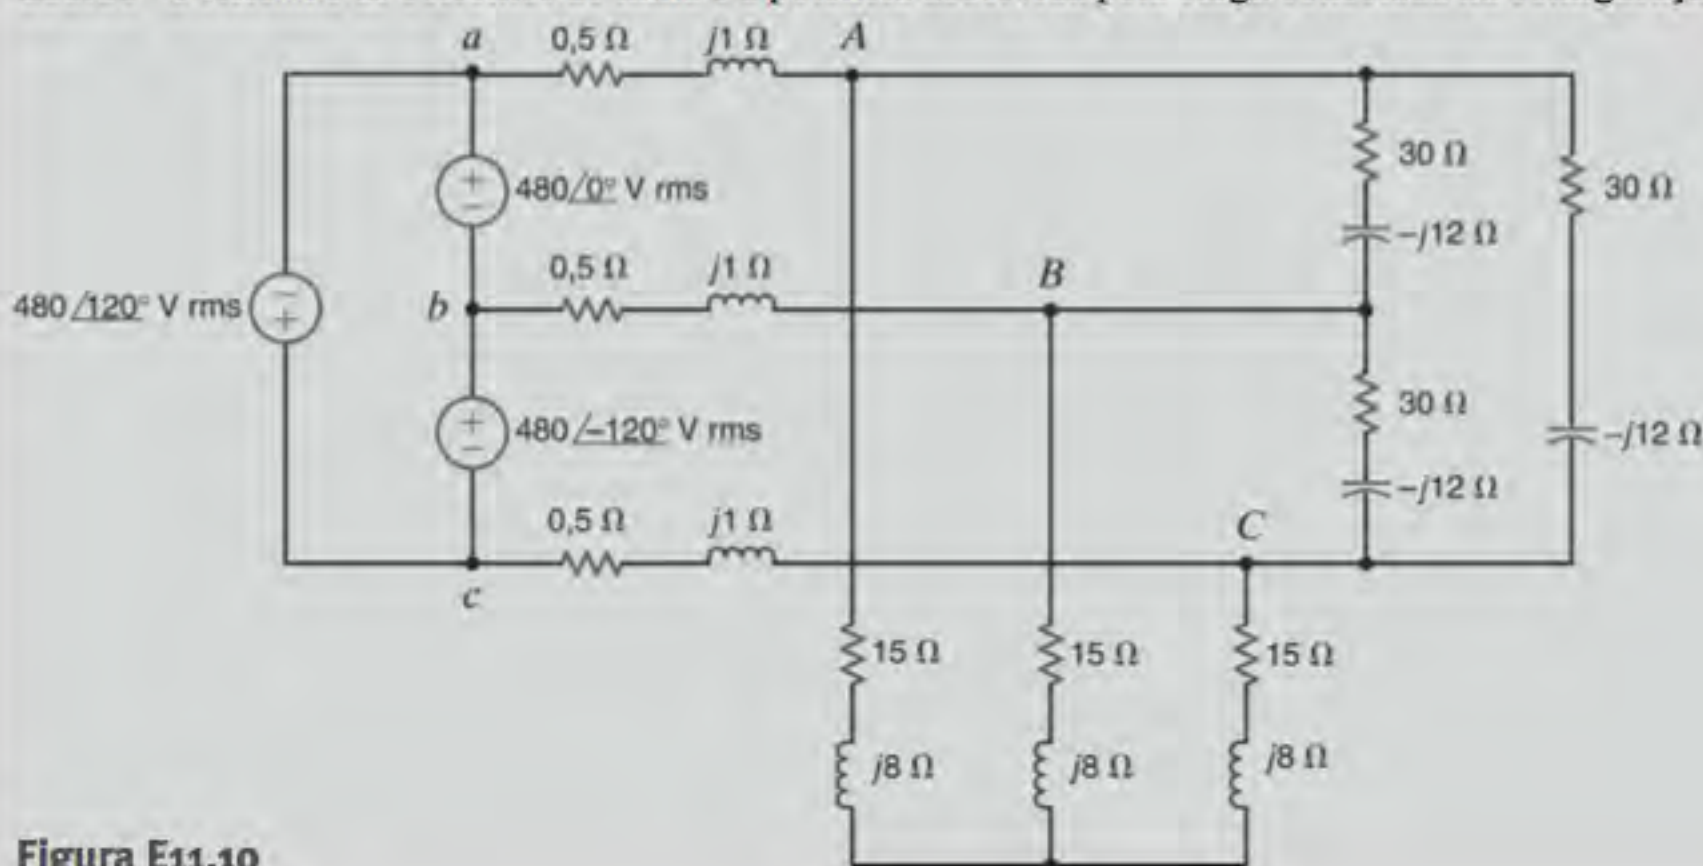 a 0,5 Ω j1 Ω A
30 Ω
30 Ω
480/0° V rms
–j12 Ω
0,5 Ω j1 Ω B
480/120° V rms
b
30 Ω
480/–120° V rms
–j12 Ω
–j12 Ω
0,5 Ω j1 Ω C
c
15 Ω 15 Ω 15 Ω
j8 Ω j8 Ω j8 Ω
Figura E11.10